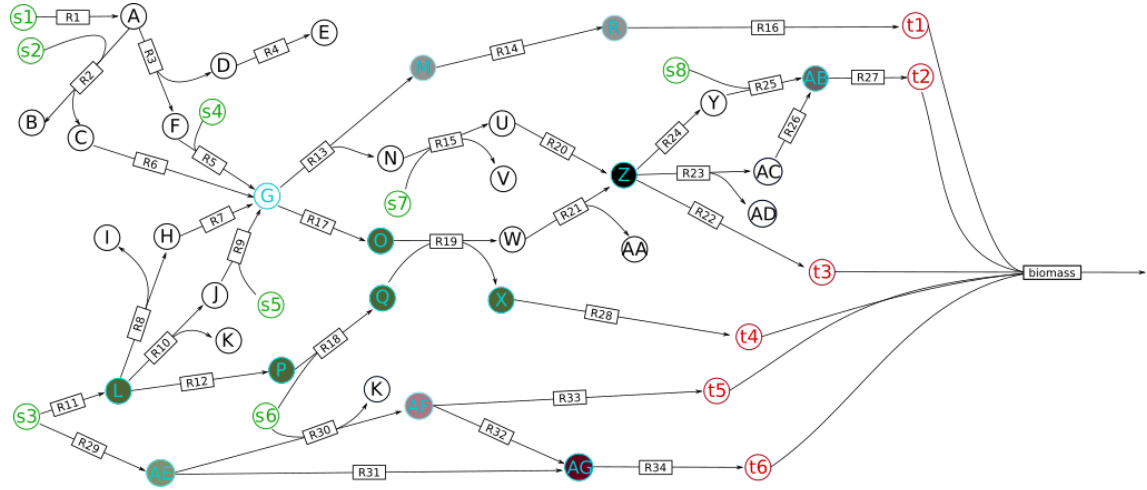 s1
R1
A
s2
R2
R3
B
C
D
R4
E
F
s4
R5
R6
G
R7
H
I
R8
R9
J
s5
R10
K
L
R11
s3
R12
P
R13
M
R14
R
R16
t1
N
R15
U
V
s7
R17
O
R19
W
Q
R18
X
R28
t4
R20
Z
R21
AA
R24
Y
s8
R25
AB
R27
t2
R23
AC
R26
AD
R22
t3
biomass
s6
R30
K
AF
R33
t5
R29
AE
R31
R32
AG
R34
t6